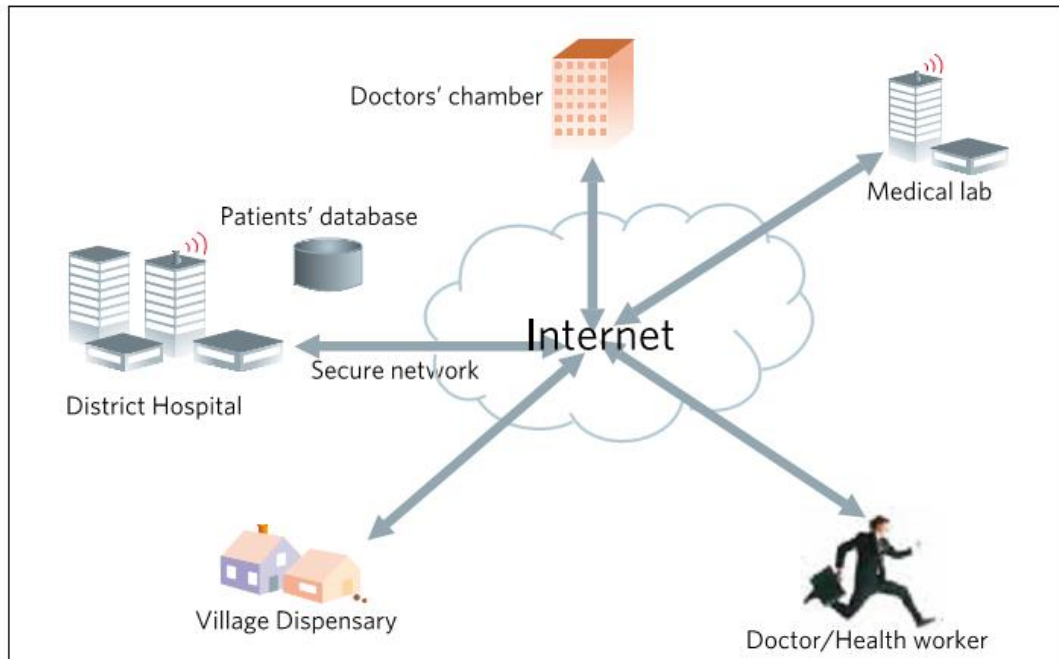 Doctors' chamber
Medical lab
Patients' database
Internet
Secure network
District Hospital
Village Dispensary
Doctor/Health worker